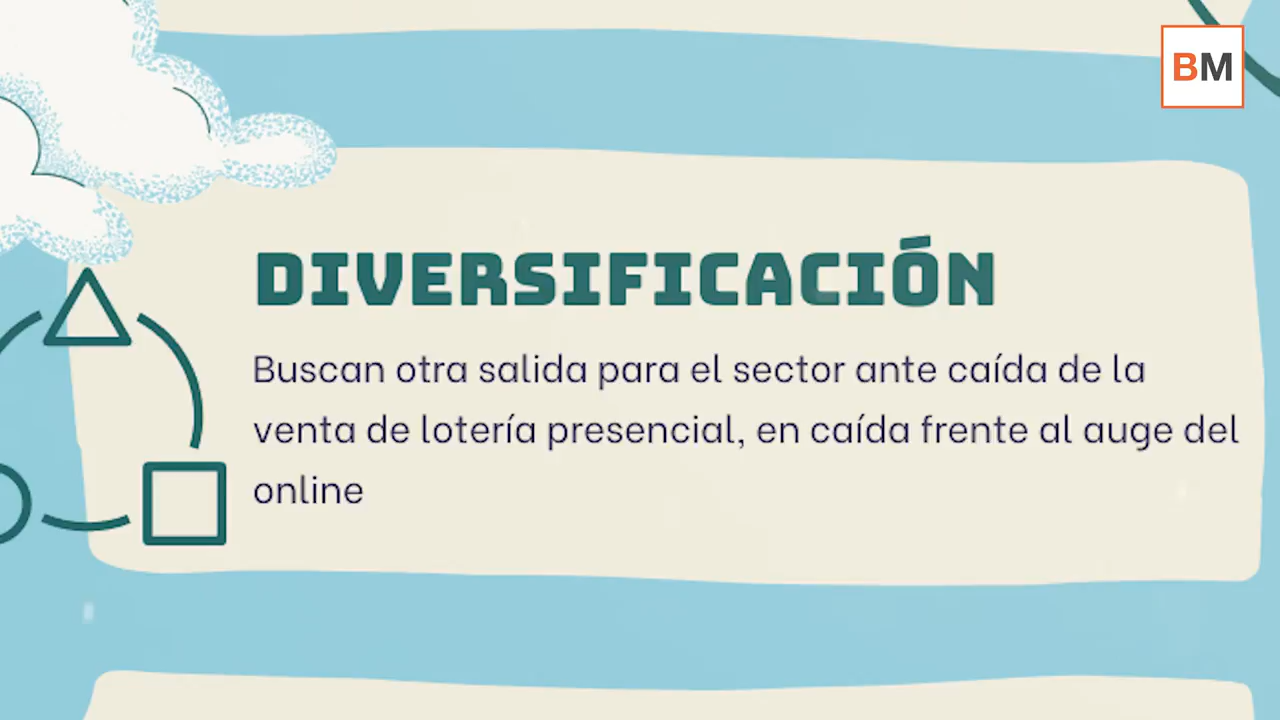 BM
DIVERSIFICACIÓN
Buscan otra salida para el sector ante caída de la
venta de lotería presencial, en caída frente al auge del
online